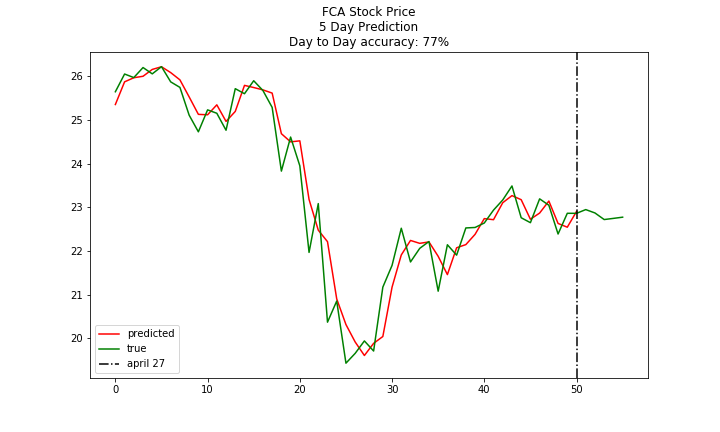 FCA Stock Price
5 Day Prediction
Day to Day accuracy: 77%
26
25
24
23
22
21
20
predicted
true
april 27
0 10 20 30 40 50